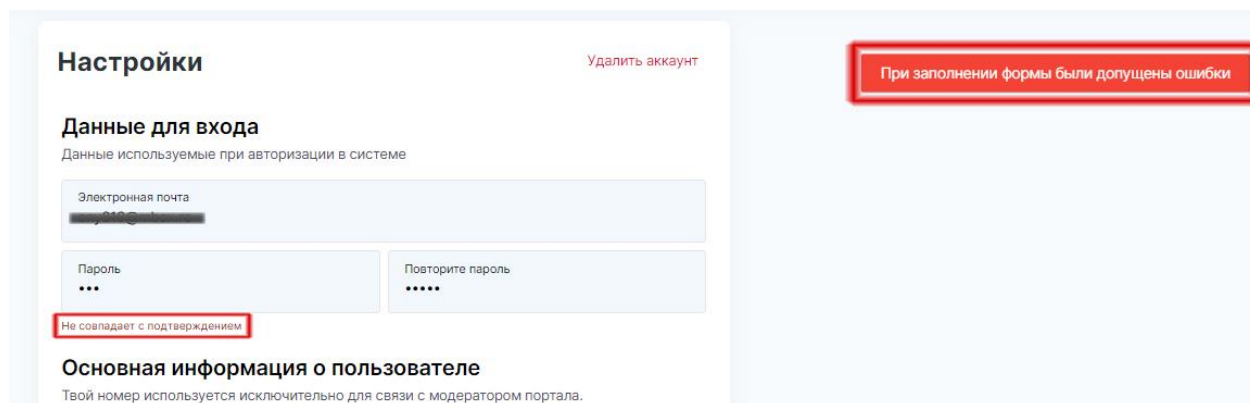 Настройки
Удалить аккаунт
При заполнении формы были допущены ошибки
Данные для входа
Данные используемые при авторизации в системе
Электронная почта
Пароль
•••
Повторите пароль
•••••
Не совпадает с подтверждением
Основная информация о пользователе
Твой номер используется исключительно для связи с модератором портала.